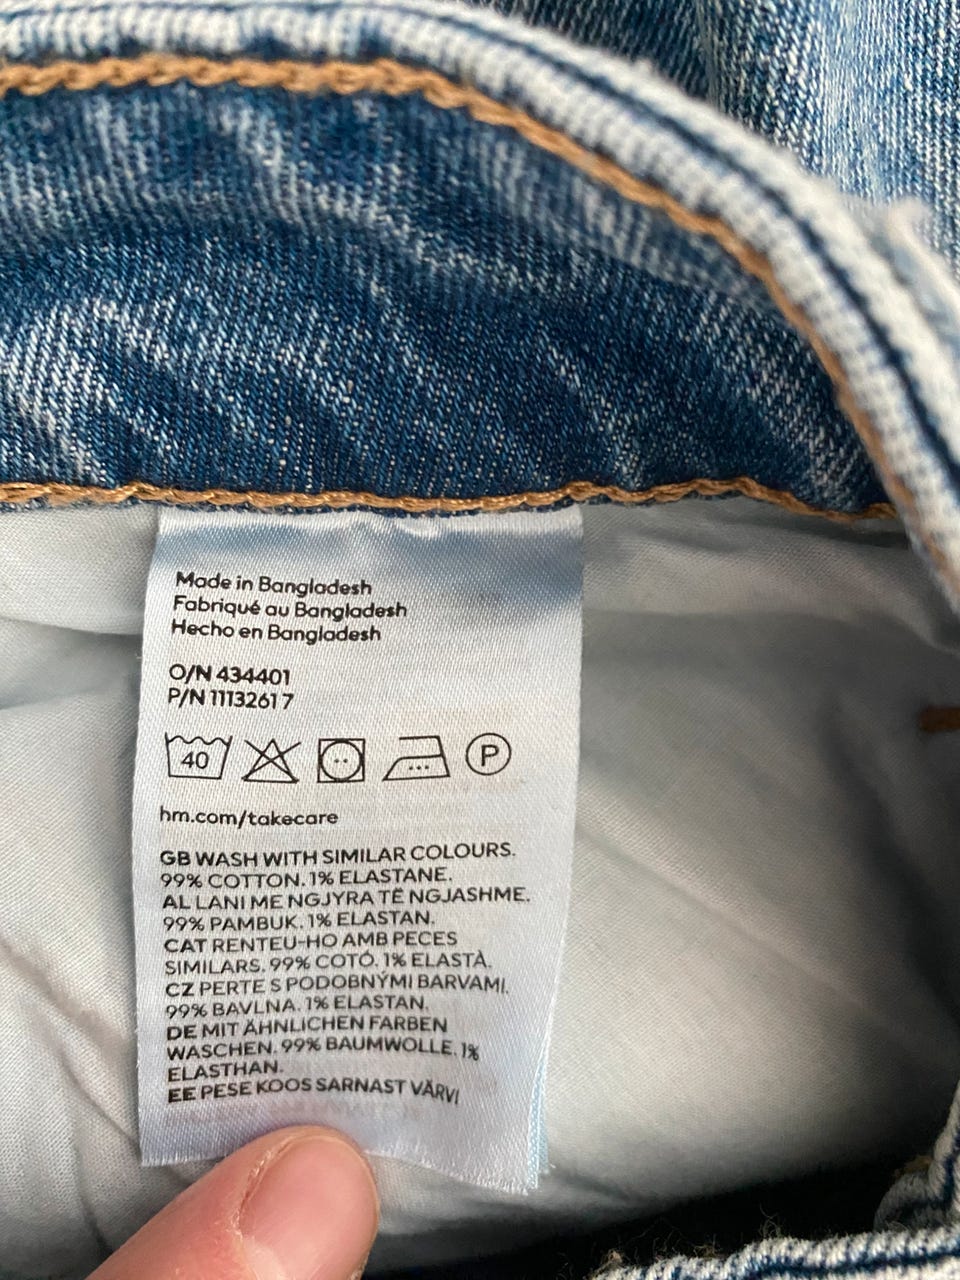 Made in Bangladesh
Fabriqué au Bangladesh
Hecho en Bangladesh
O/N 434401
P/N 11132617
40 P
hm.com/takecare
GB WASH WITH SIMILAR COLOURS.
99% COTTON. 1% ELASTANE.
AL LANI ME NGJYRA TË NGJASHME.
99% PAMBUK. 1% ELASTAN.
CAT RENTEU-HO AMB PECES
SIMILARS. 99% COTÓ. 1% ELASTÀ.
CZ PERTE S PODOBNÝMI BARVAMI.
99% BAVLNA. 1% ELASTAN.
DE MIT ÄHNLICHEN FARBEN
WASCHEN. 99% BAUMWOLLE. 1%
ELASTHAN.
EE PESE KOOS SARNAST VÄRVI